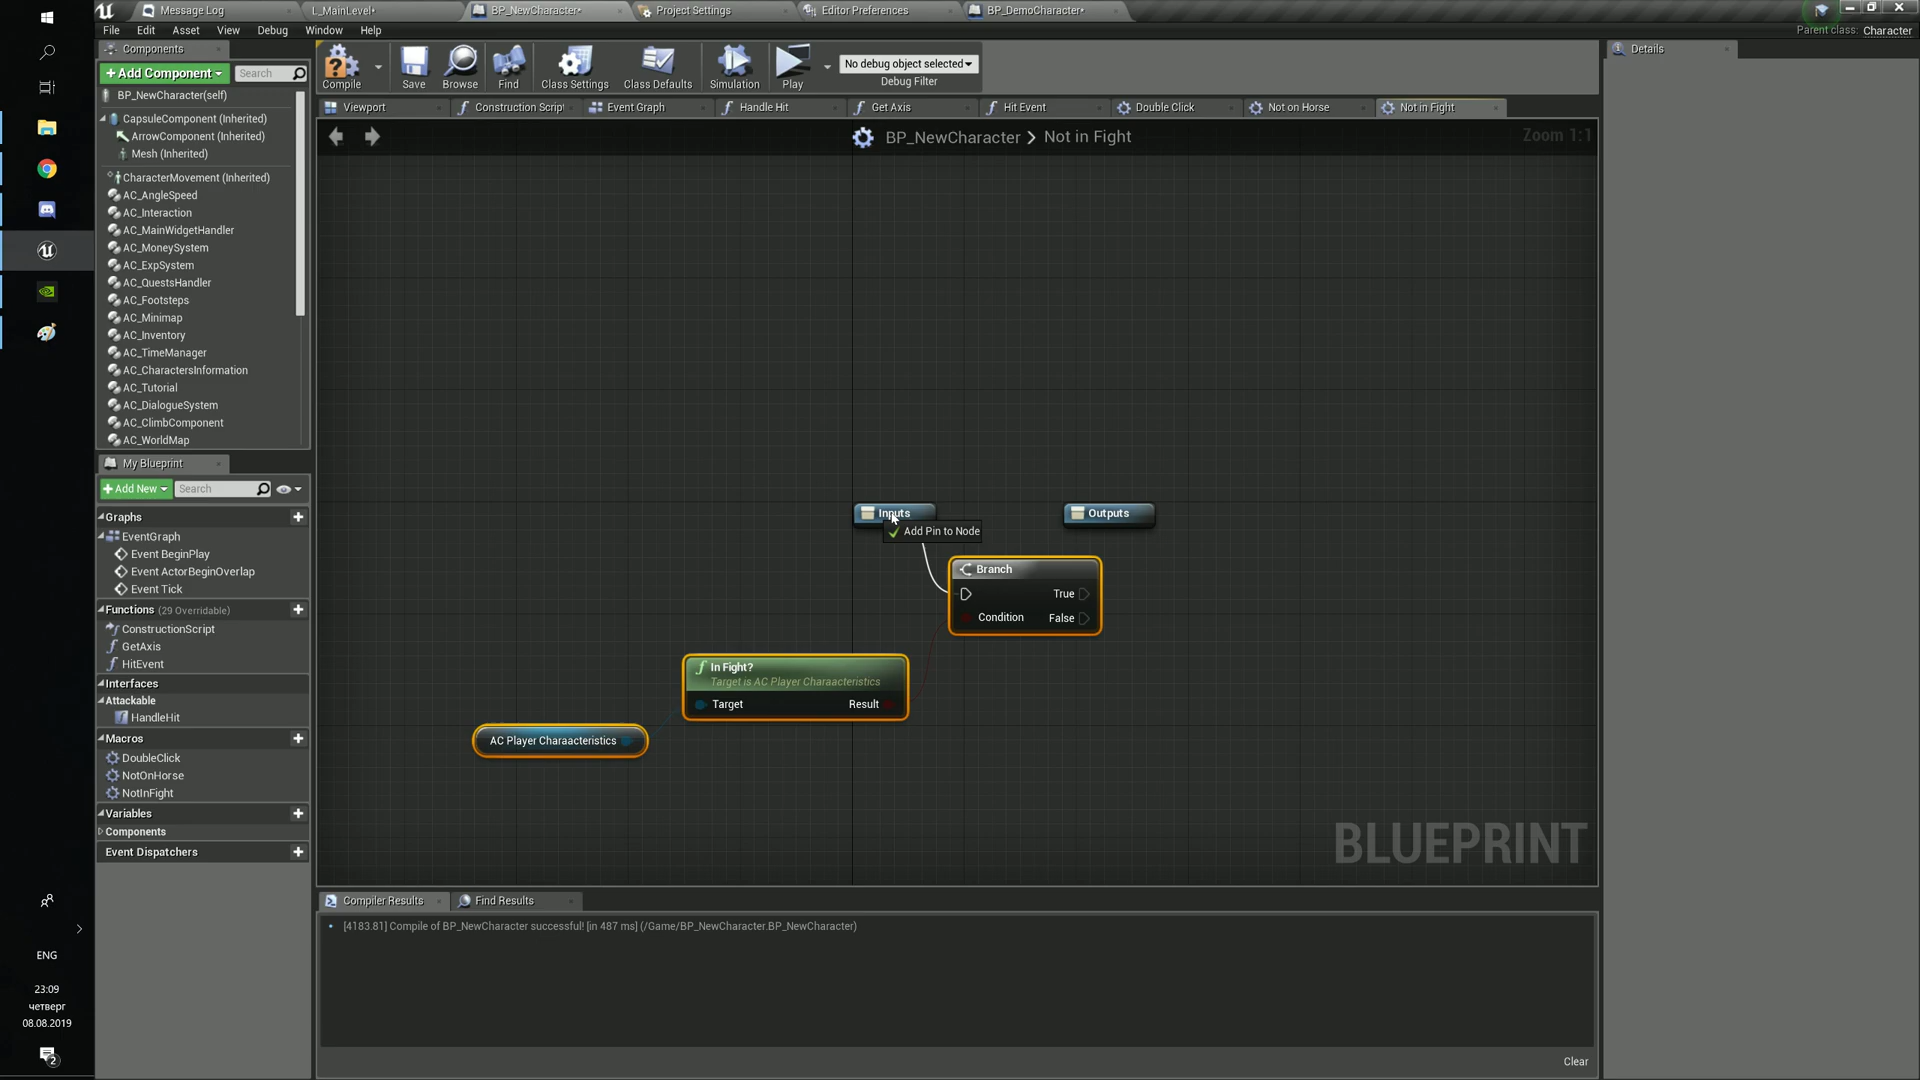 Message Log
L_MainLevel•
BP_NewCharacter•
Project Settings
Editor Preferences
BP_DemoCharacter•
File Edit Asset View Window Debug Help
Parent class: Character
Components
+Add Component
Search
BP_NewCharacter(self)
CapsuleComponent (Inherited)
ArrowComponent (Inherited)
Mesh (Inherited)
CharacterMovement (Inherited)
AC_AngleSpeed
AC_Interaction
AC_MainWidgetHandler
AC_MoneySystem
AC_ExpSystem
AC_QuestsHandler
AC_Footsteps
AC_Minimap
AC_Inventory
AC_TimeManager
AC_CharactersInformation
AC_Tutorial
AC_DialogueSystem
AC_ClimbComponent
AC_WorldMap
My Blueprint
+Add New
Search
Graphs
EventGraph
Event BeginPlay
Event ActorBeginOverlap
Event Tick
Functions (29 Overridable)
ConstructionScript
GetAxis
HitEvent
Interfaces
Attackable
HandleHit
Macros
DoubleClick
NotOnHorse
NotInFight
Variables
Components
Event Dispatchers
Compile
Save
Browse
Find
Class Settings
Class Defaults
Simulation
Play
No debug object selected
Debug Filter
Viewport
Construction Scrip
Event Graph
Handle Hit
Get Axis
Hit Event
Double Click
Not on Horse
Not in Fight
BP_NewCharacter > Not in Fight
Zoom 1:1
Inputs
Add Pin to Node
Outputs
Branch
True
Condition
False
In Fight?
Target is AC Player Charaacteristics
Target
Result
AC Player Charaacteristics
BLUEPRINT
Compiler Results
Find Results
[4183.81] Compile of BP_NewCharacter successful! [in 487 ms] (/Game/BP_NewCharacter.BP_NewCharacter)
Clear
Details
ENG
23:09
четверг
08.08.2019
2